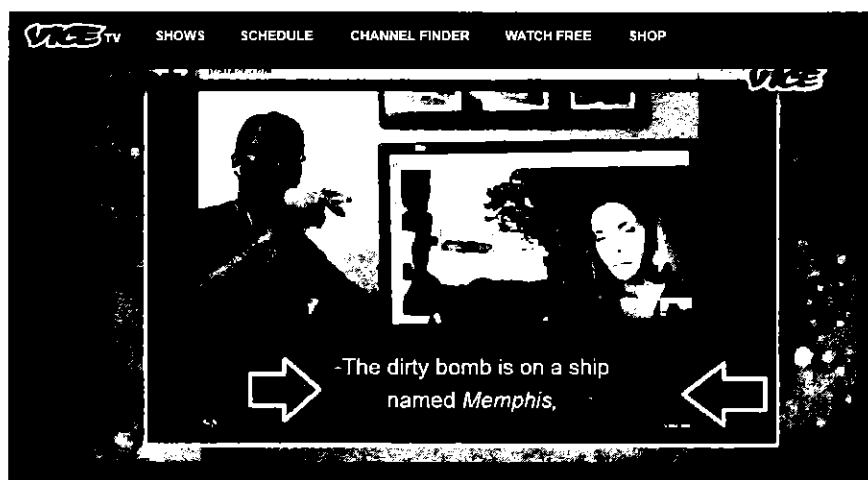 VICE TV SHOWS SCHEDULE CHANNEL FINDER WATCH FREE SHOP
VICE
-The dirty bomb is on a ship
named Memphis,